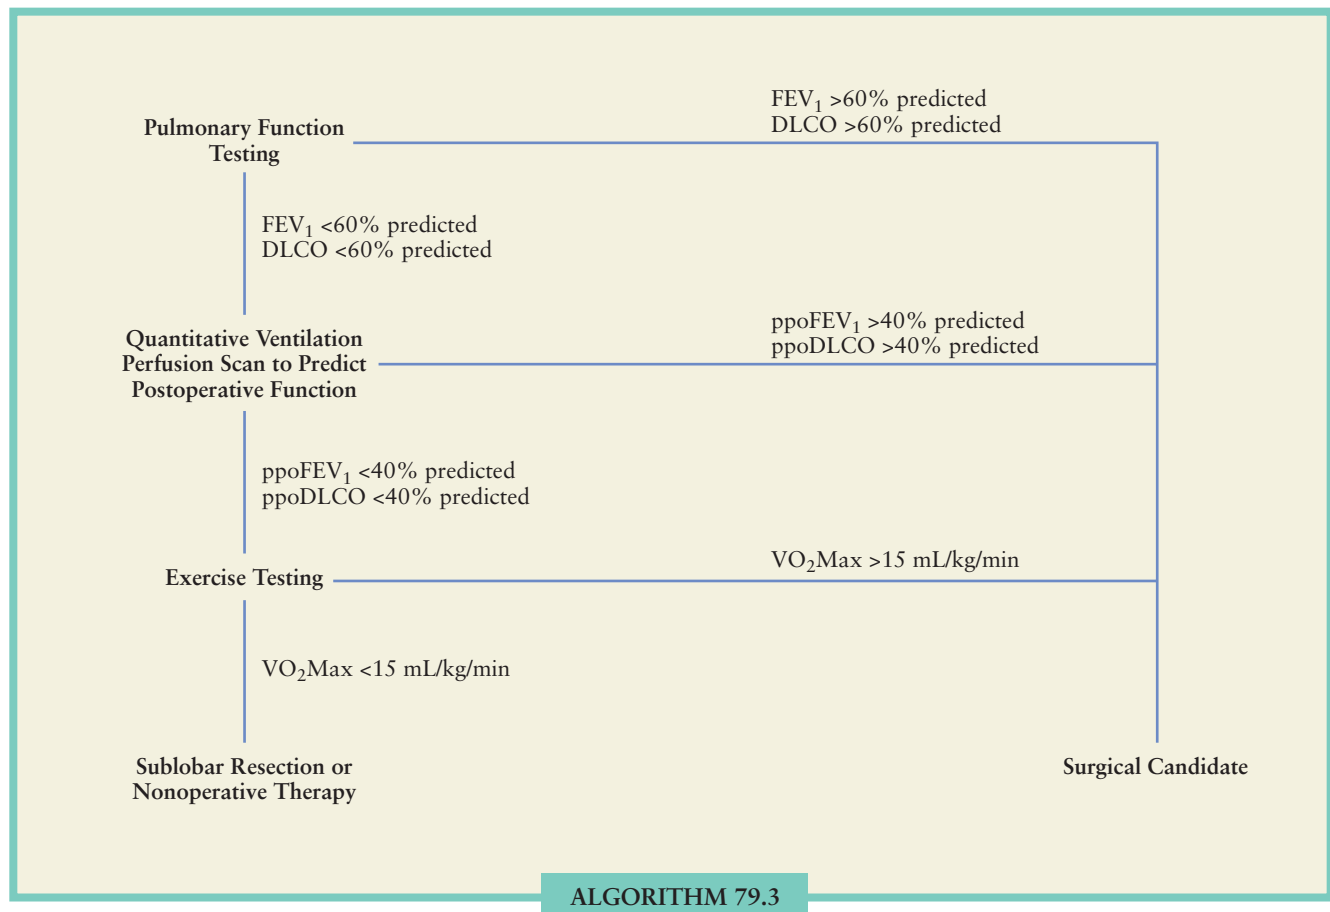 FEV₁ >60% predicted
DLCO >60% predicted
Pulmonary Function
Testing
FEV₁ <60% predicted
DLCO <60% predicted
ppoFEV₁ >40% predicted
ppoDLCO >40% predicted
Quantitative Ventilation
Perfusion Scan to Predict
Postoperative Function
ppoFEV₁ <40% predicted
ppoDLCO <40% predicted
VO₂Max >15 mL/kg/min
Exercise Testing
VO₂Max <15 mL/kg/min
Sublobar Resection or
Nonoperative Therapy
Surgical Candidate
ALGORITHM 79.3